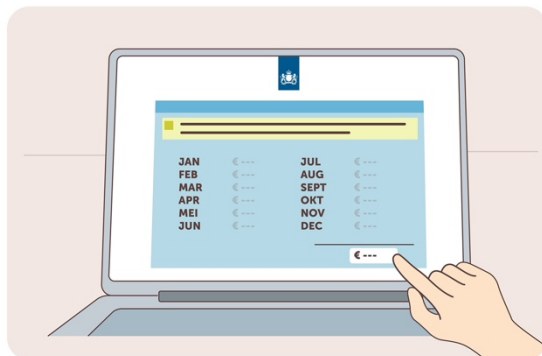 JAN € --- JUL € ---
FEB € --- AUG € ---
MAR € --- SEPT € ---
APR € --- OKT € ---
MEI € --- NOV € ---
JUN € --- DEC € ---
€ ---